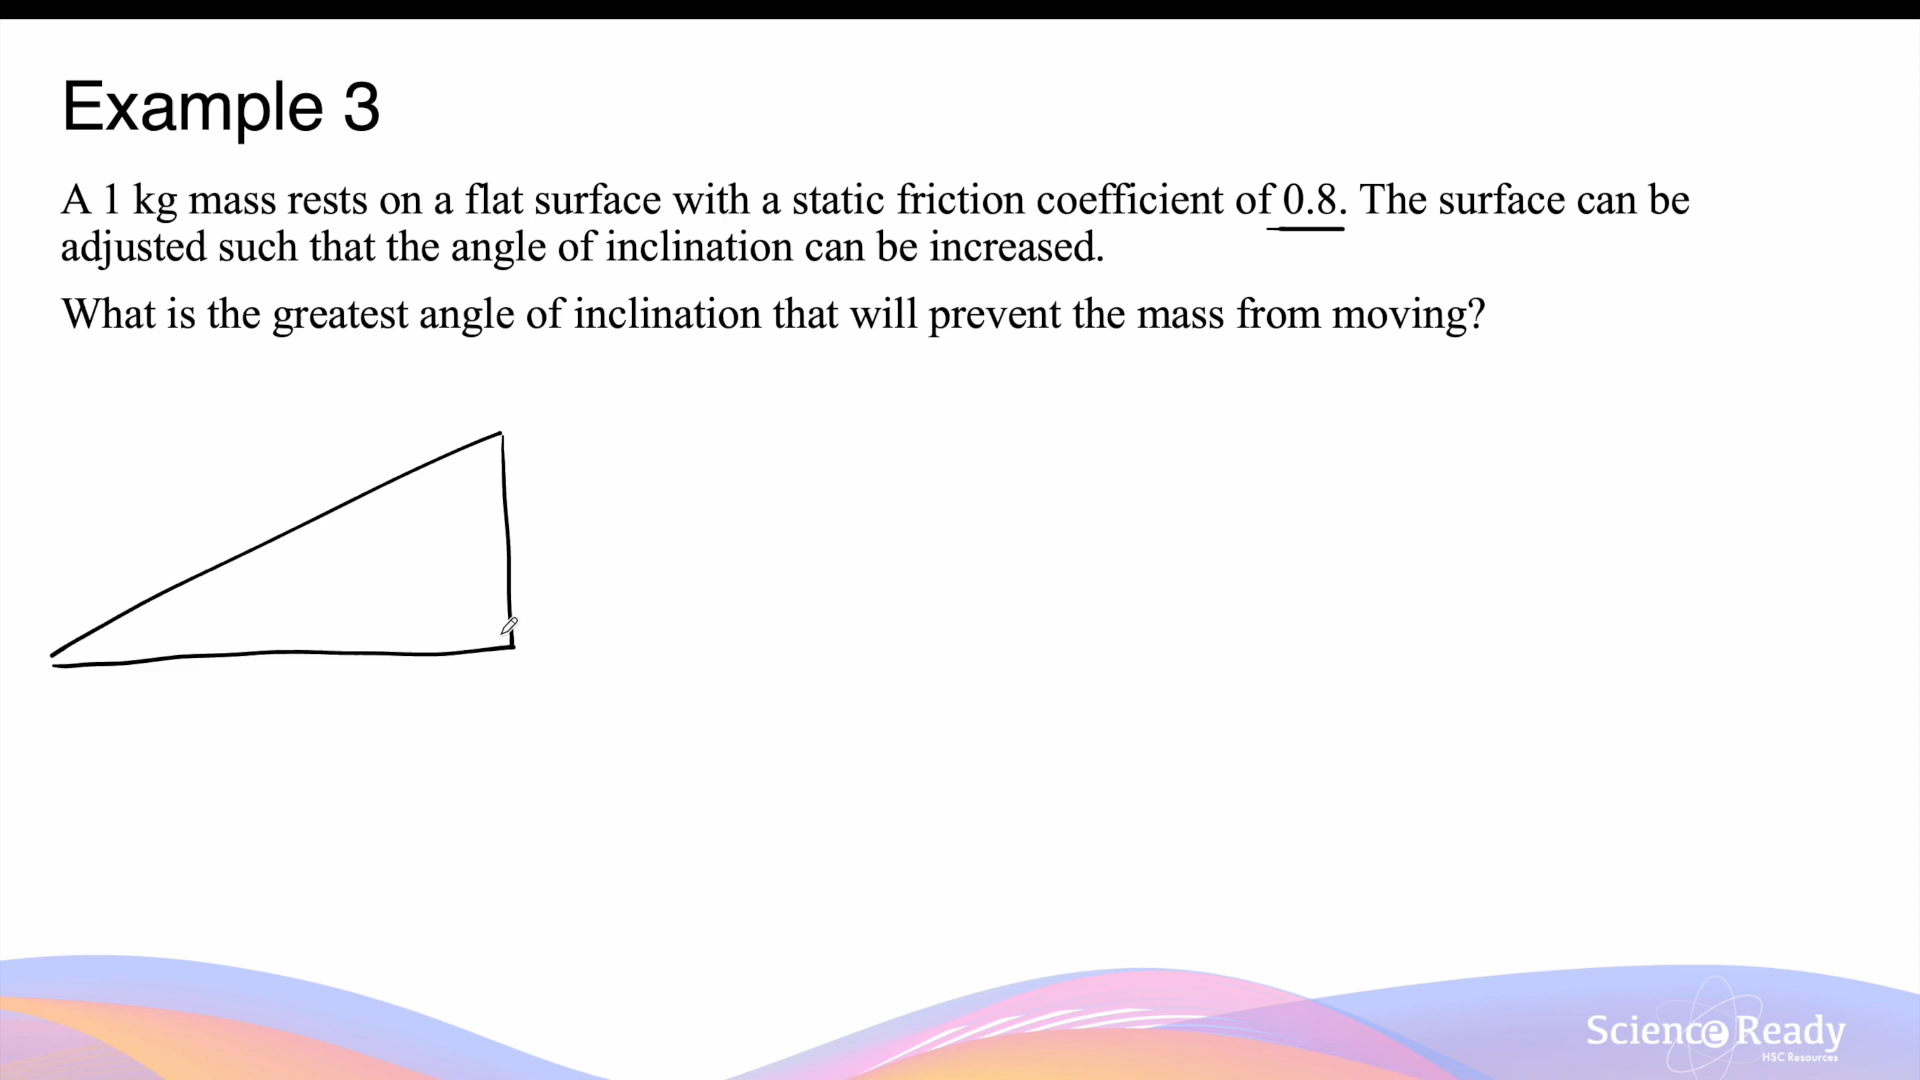 Example 3
A 1 kg mass rests on a flat surface with a static friction coefficient of 0.8. The surface can be
adjusted such that the angle of inclination can be increased.
What is the greatest angle of inclination that will prevent the mass from moving?
Science Ready
HSC Resources